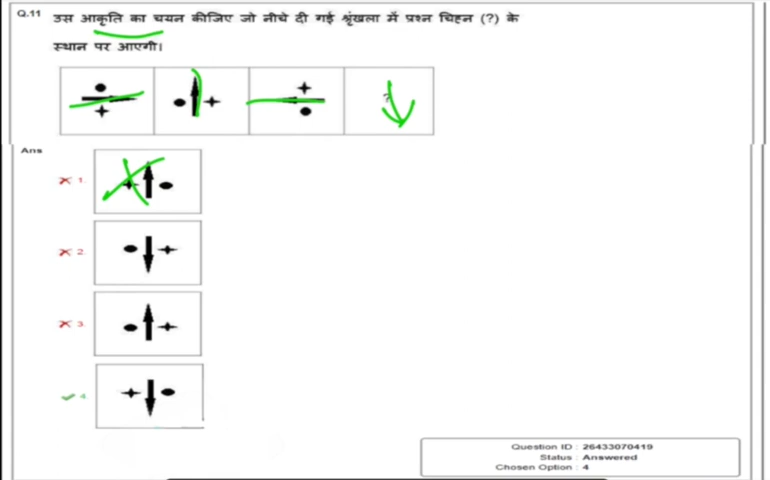 Q.11 उस आकृति का चयन कीजिए जो नीचे दी गई श्रृंखला में प्रश्न चिह्न (?) के
स्थान पर आएगी।
?
Ans
1.
2.
3.
4.
Question ID : 26433070419
Status : Answered
Chosen Option : 4